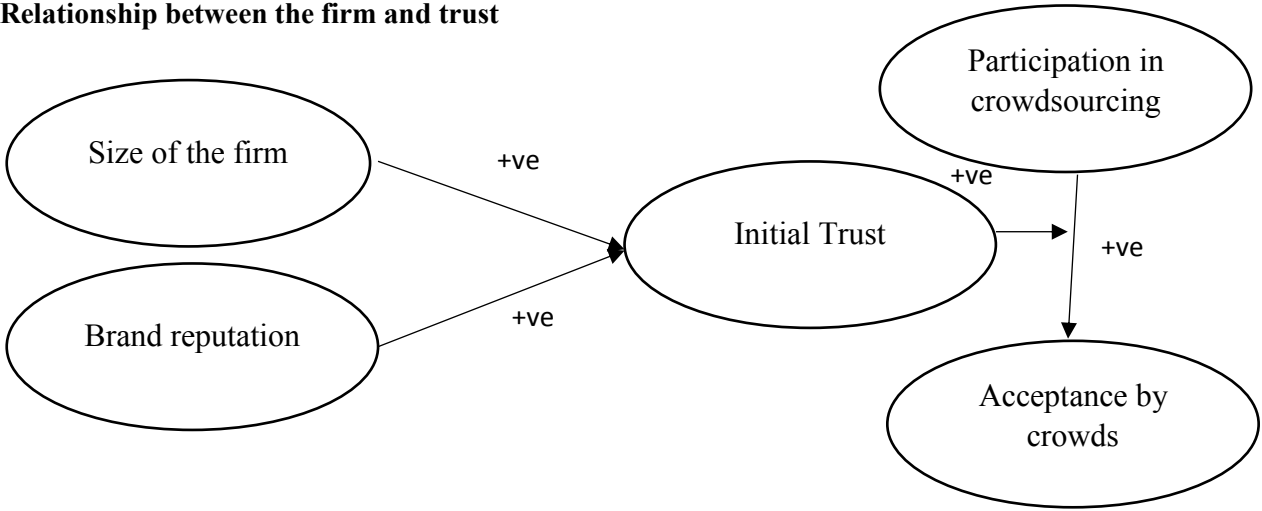 Relationship between the firm and trust
Participation in
crowdsourcing
Size of the firm
+ve
+ve
Initial Trust
+ve
Brand reputation
+ve
Acceptance by
crowds